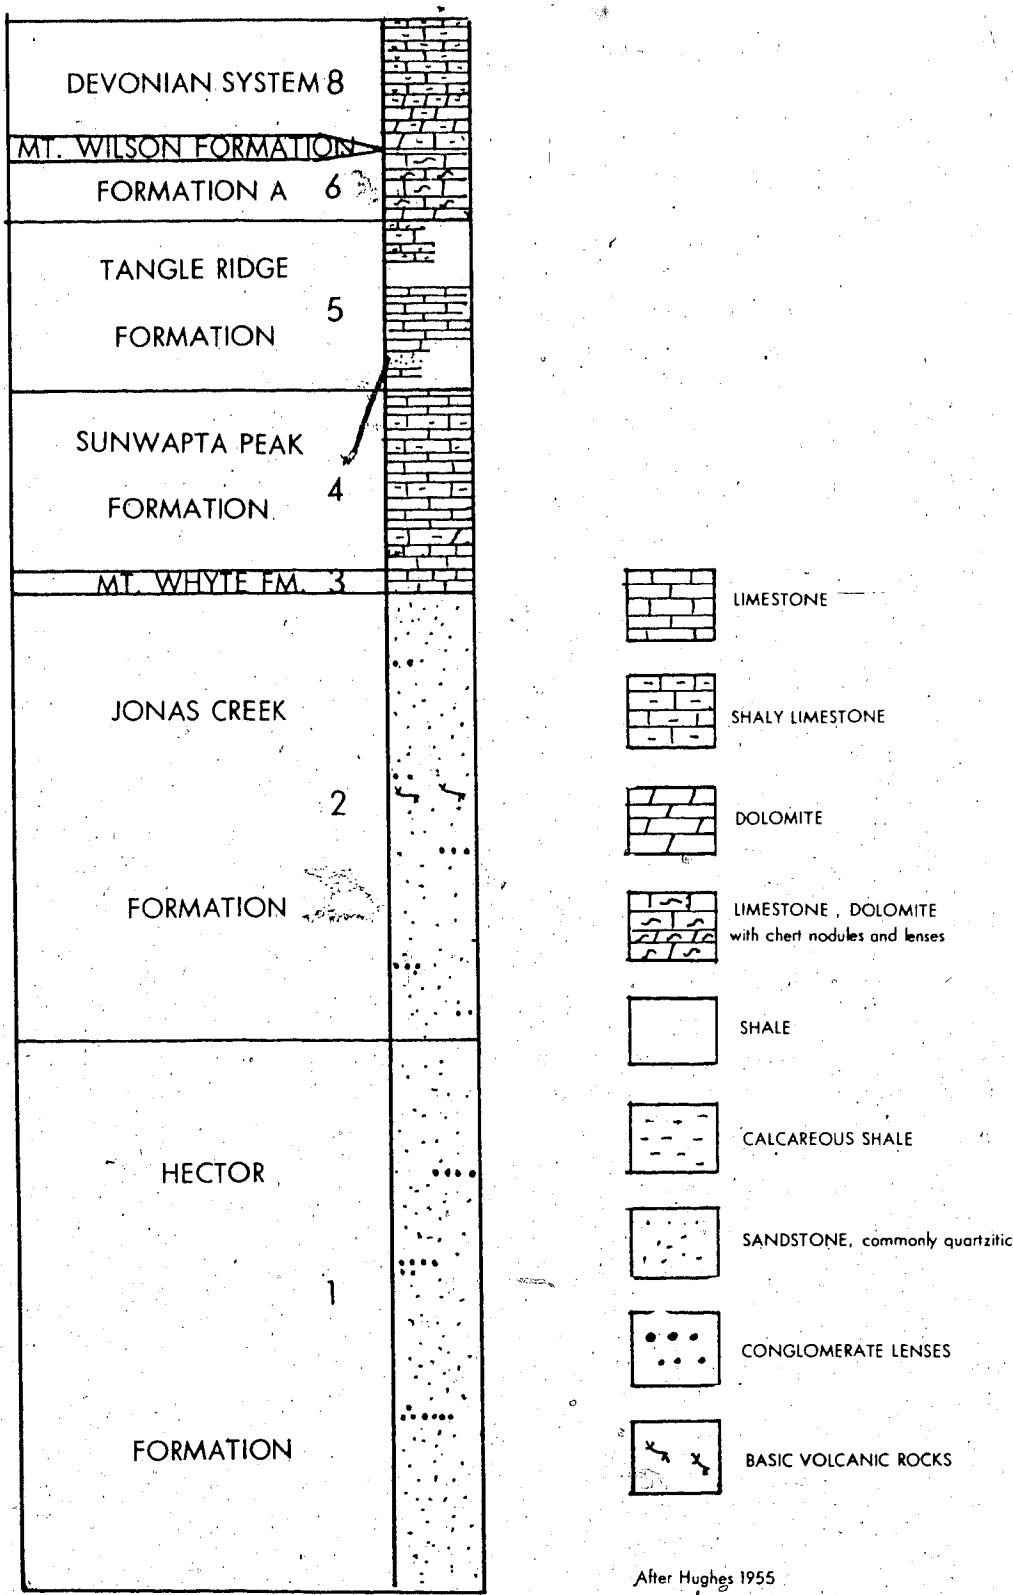 DEVONIAN SYSTEM 8
MT. WILSON FORMATION
FORMATION A 6
TANGLE RIDGE
5
FORMATION
SUNWAPTA PEAK
4
FORMATION
MT. WHYTE FM. 3
JONAS CREEK
2
FORMATION
HECTOR
1
FORMATION
LIMESTONE
SHALY LIMESTONE
DOLOMITE
LIMESTONE , DOLOMITE
with chert nodules and lenses
SHALE
CALCAREOUS SHALE
SANDSTONE, commonly quartzitic
CONGLOMERATE LENSES
BASIC VOLCANIC ROCKS
After Hughes 1955